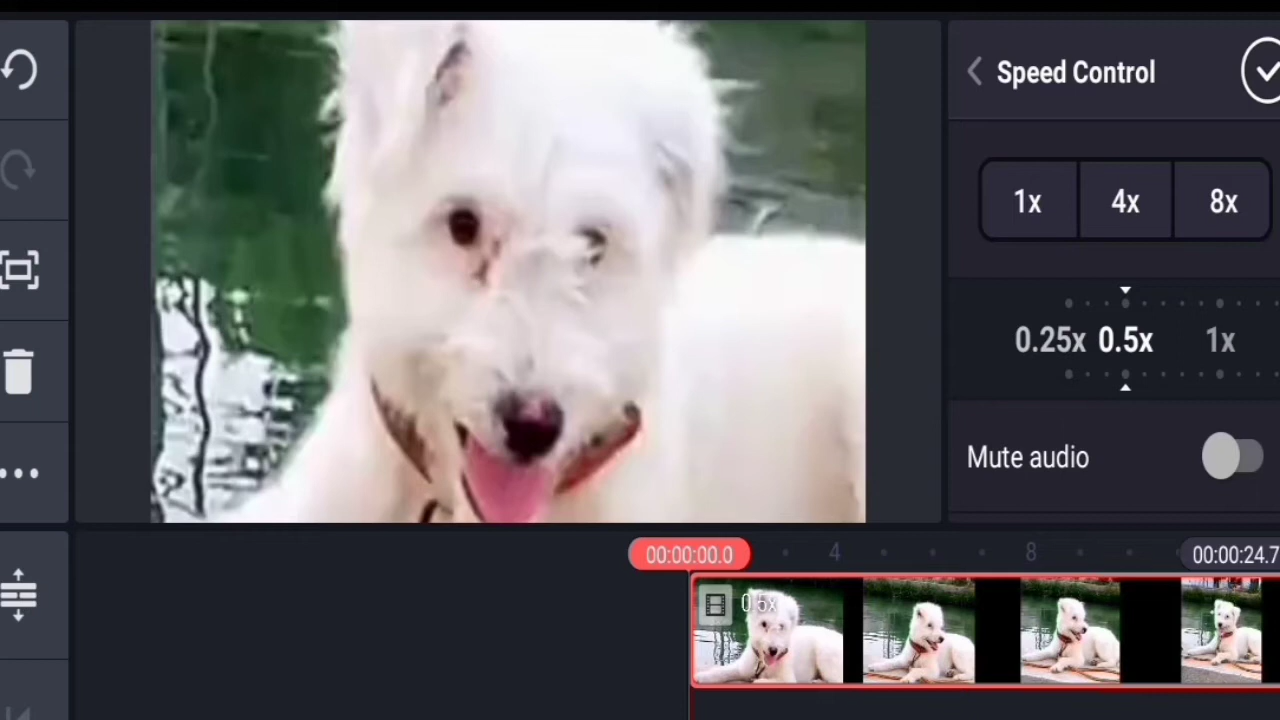 Speed Control
1x 4x 8x
0.25x 0.5x 1x
Mute audio
00:00:00.0 4 8 00:00:24.7
0.5x